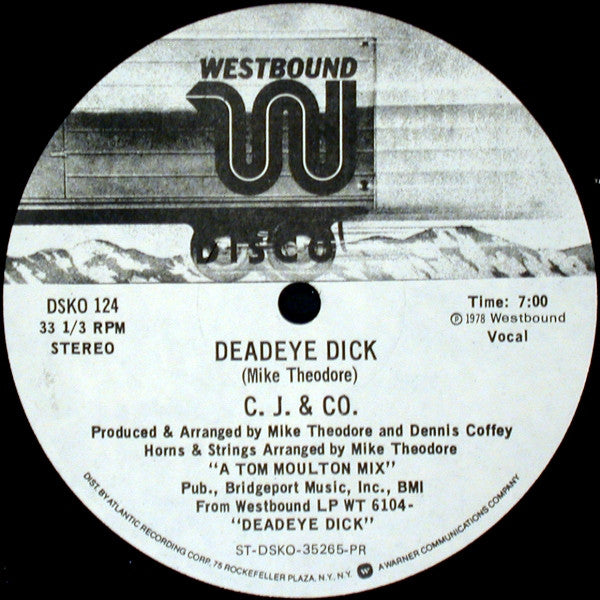 WESTBOUND
W
DISCO
DSKO 124
33 1/3 RPM
STEREO
Time: 7:00
Ⓟ 1978 Westbound
Vocal
DEADEYE DICK
(Mike Theodore)
C. J. & CO.
Produced & Arranged by Mike Theodore and Dennis Coffey
Horns & Strings Arranged by Mike Theodore
"A TOM MOULTON MIX"
Pub., Bridgeport Music, Inc., BMI
From Westbound LP WT 6104-
"DEADEYE DICK"
ST-DSKO-35265-PR
DIST. BY ATLANTIC RECORDING CORP. 75 ROCKEFELLER PLAZA, N.Y., N.Y. W A WARNER COMMUNICATIONS COMPANY